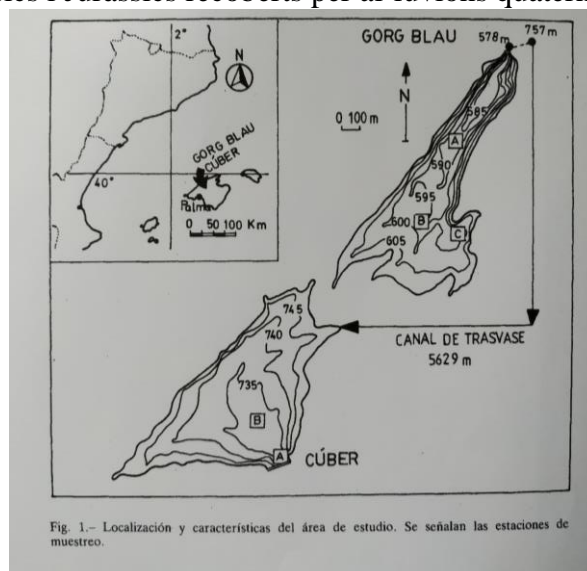 2°
N
GORG BLAU
CÚBER
40°
Palma
0 50 100 Km
GORG BLAU
578 m
757 m
N
0 100 m
585
A
590
595
B
600
C
605
CANAL DE TRASVASE
5629 m
745
740
735
B
A
CÚBER
Fig. 1.- Localización y características del área de estudio. Se señalan las estaciones de
muestreo.